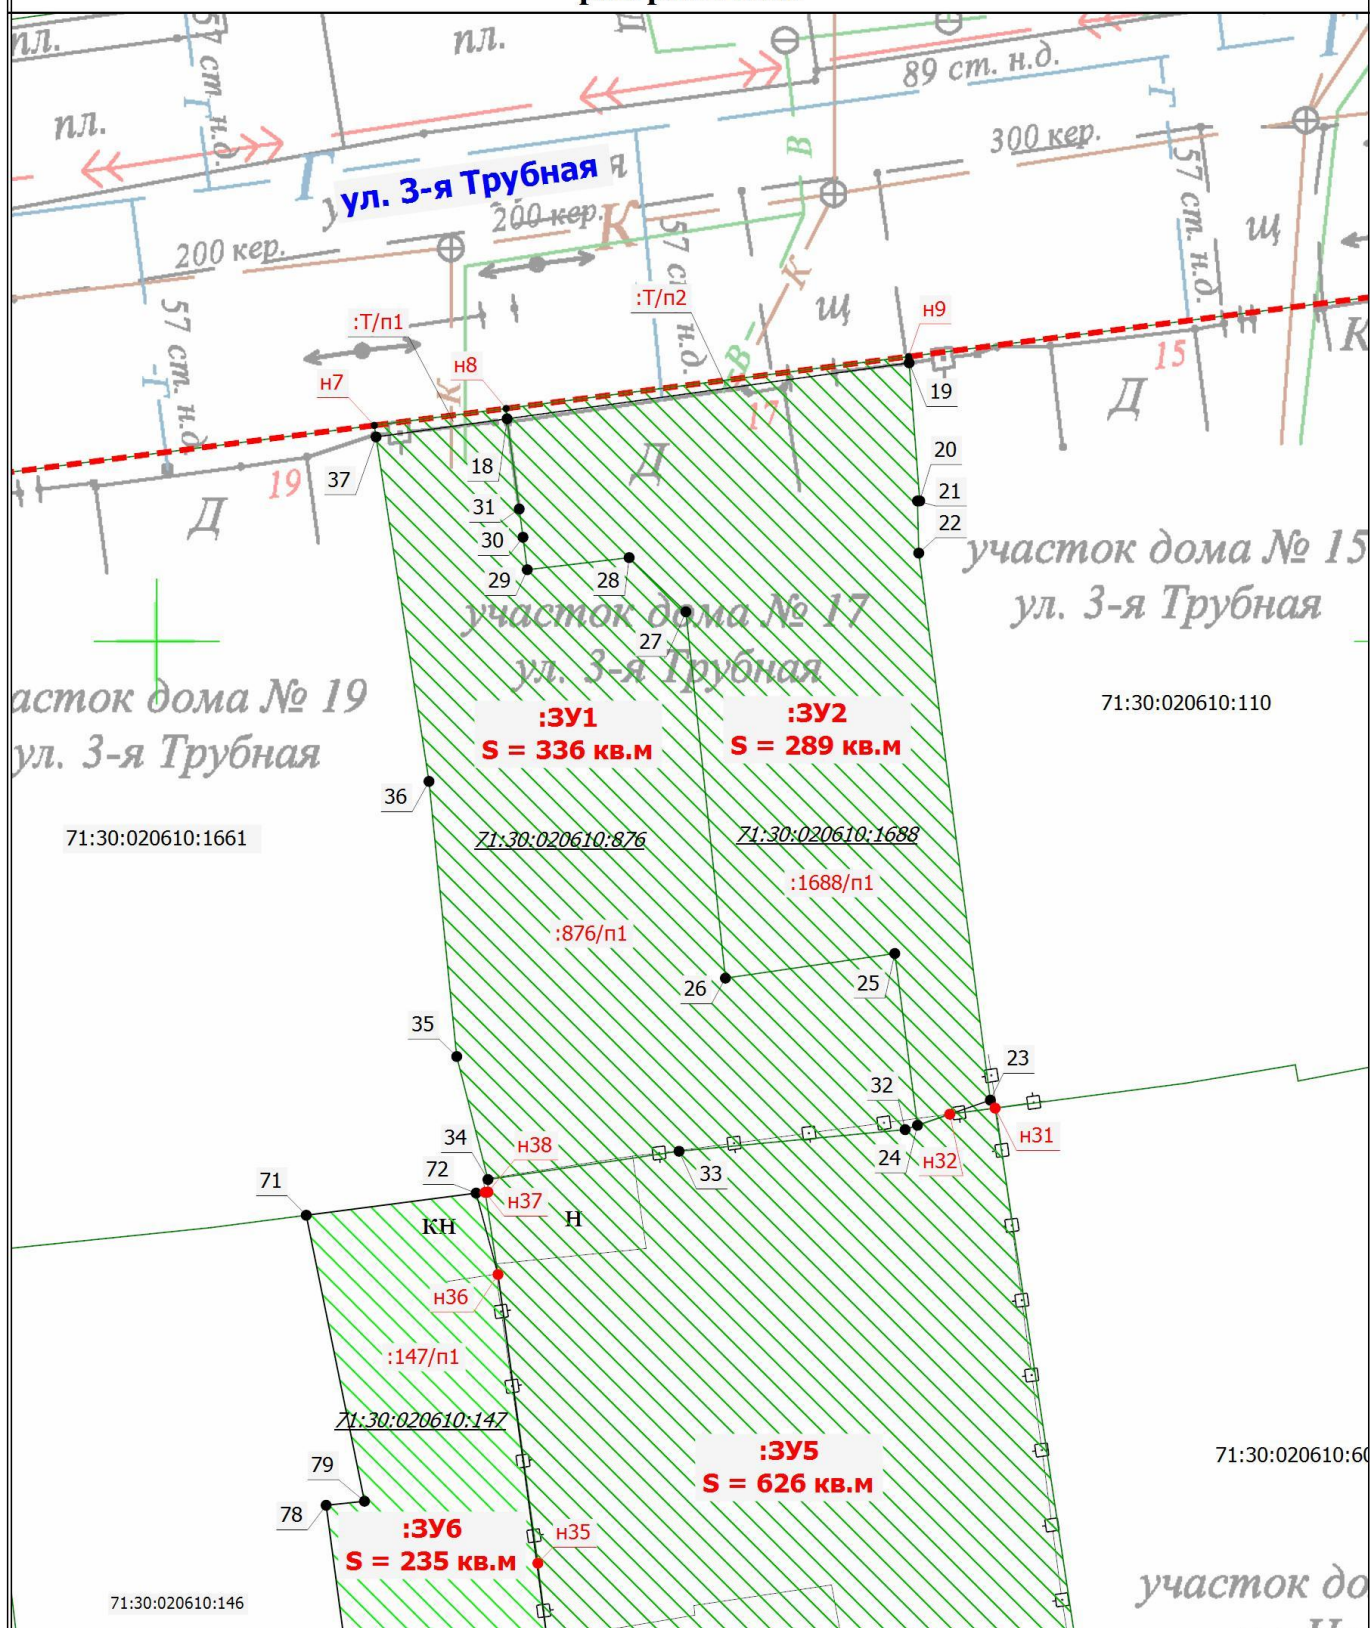 пл.
57 ст. н.д.
пл.
Д
89 ст. н.д.
Г
пл.
Г
Г
Г
В
300 кер.
57 ст. н.д.
ул. 3-я Трубная
я
200 кер.
К
200 кер.
57 ст. н.д.
щ
К
:Т/п2
щ
н9
:Т/п1
57 ст. н.д.
Г
н8
н7
К
В
15
К
19
Д
17
18
Д
37
19
Д
20
21
22
31
30
29
28
участок дома № 15
ул. 3-я Трубная
участок дома № 17
ул. 3-я Трубная
27
асток дома № 19
ул. 3-я Трубная
71:30:020610:110
:ЗУ1
S = 336 кв.м
:ЗУ2
S = 289 кв.м
36
71:30:020610:1661
71:30:020610:876
71:30:020610:1688
:1688/п1
:876/п1
26
25
35
23
32
34
н38
24
н32
н31
72
71
н37
33
кн
н
н36
:147/п1
71:30:020610:147
:ЗУ5
S = 626 кв.м
71:30:020610:60
79
78
:ЗУ6
S = 235 кв.м
н35
71:30:020610:146
участок до